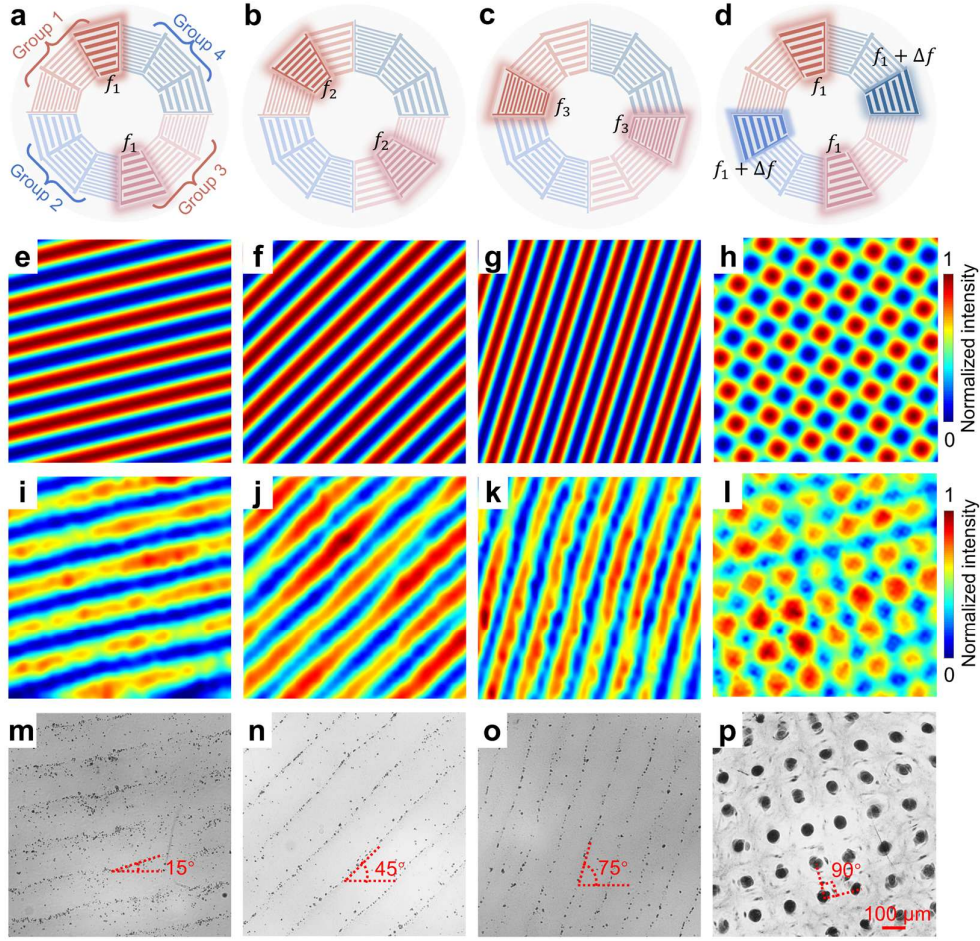 a
b
c
d
Group 1
Group 4
Group 2
Group 3
f₁
f₁
f₂
f₂
f₃
f₃
f₁
f₁ + Δf
f₁ + Δf
f₁
e
f
g
h
1
0
Normalized intensity
i
j
k
l
1
0
Normalized intensity
m
n
o
p
15°
45°
75°
90°
100 μm